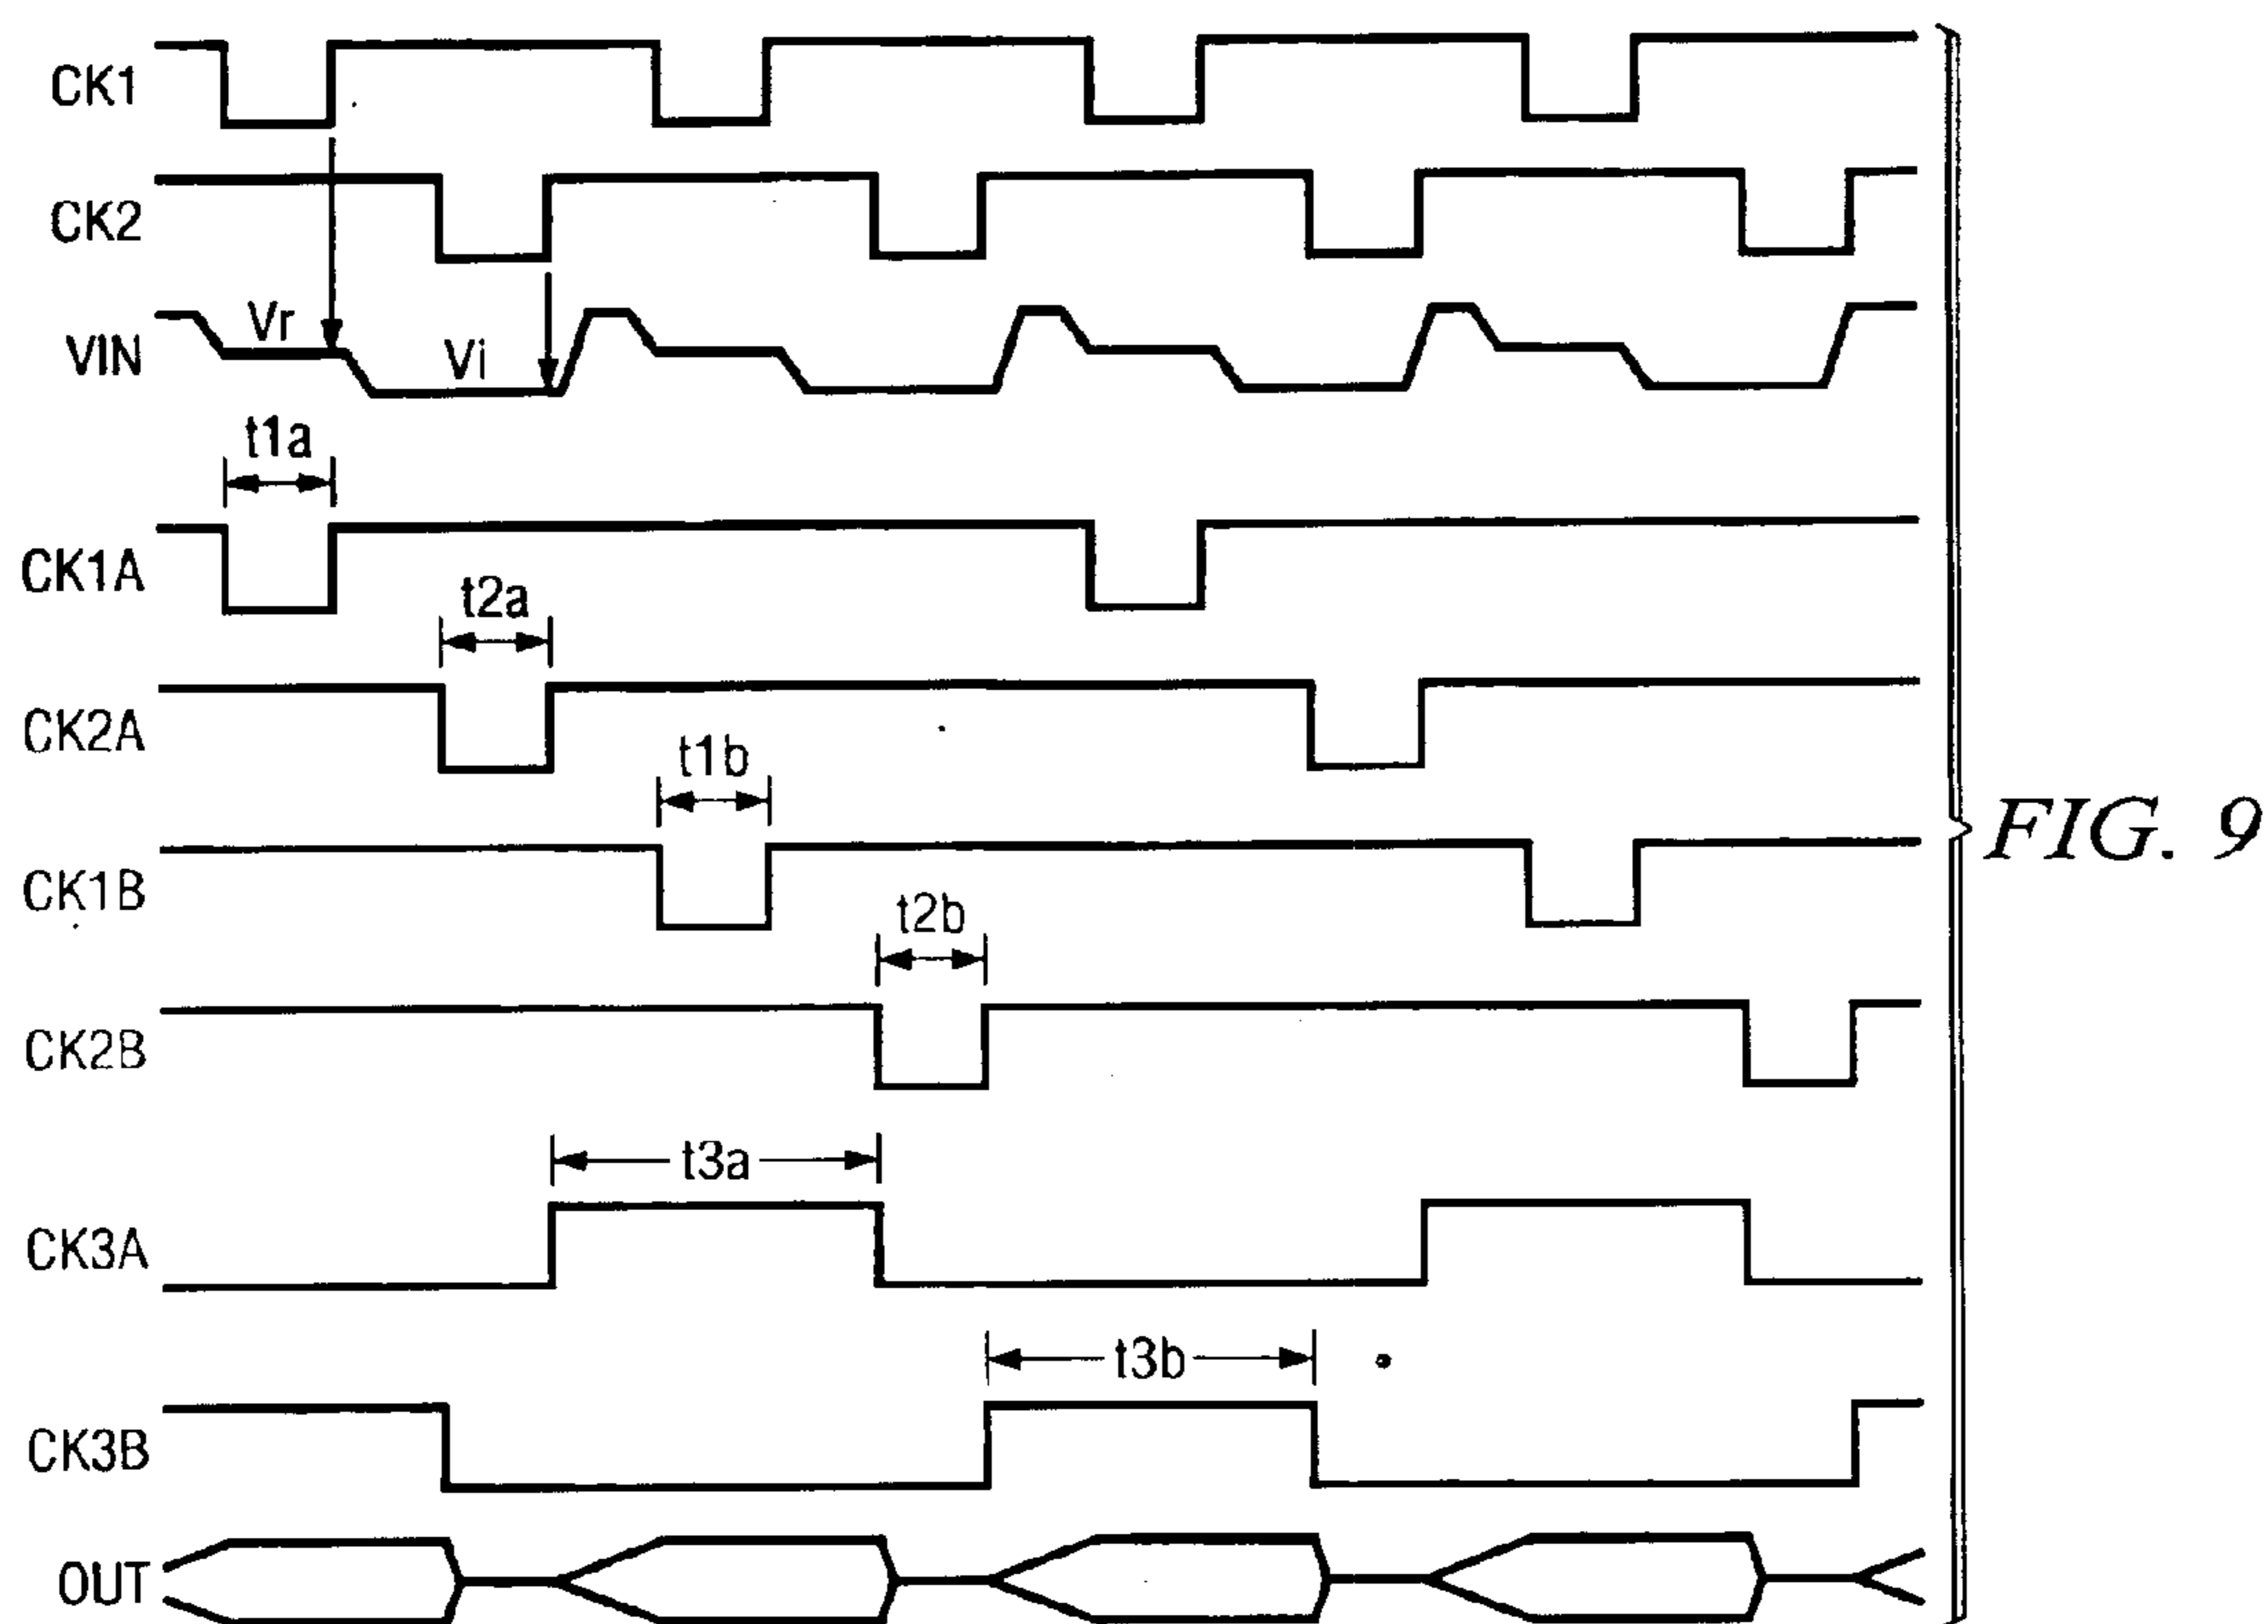 CK1
CK2
VIN
Vr
Vi
t1a
CK1A
t2a
CK2A
t1b
CK1B
t2b
CK2B
t3a
CK3A
t3b
CK3B
OUT
FIG. 9